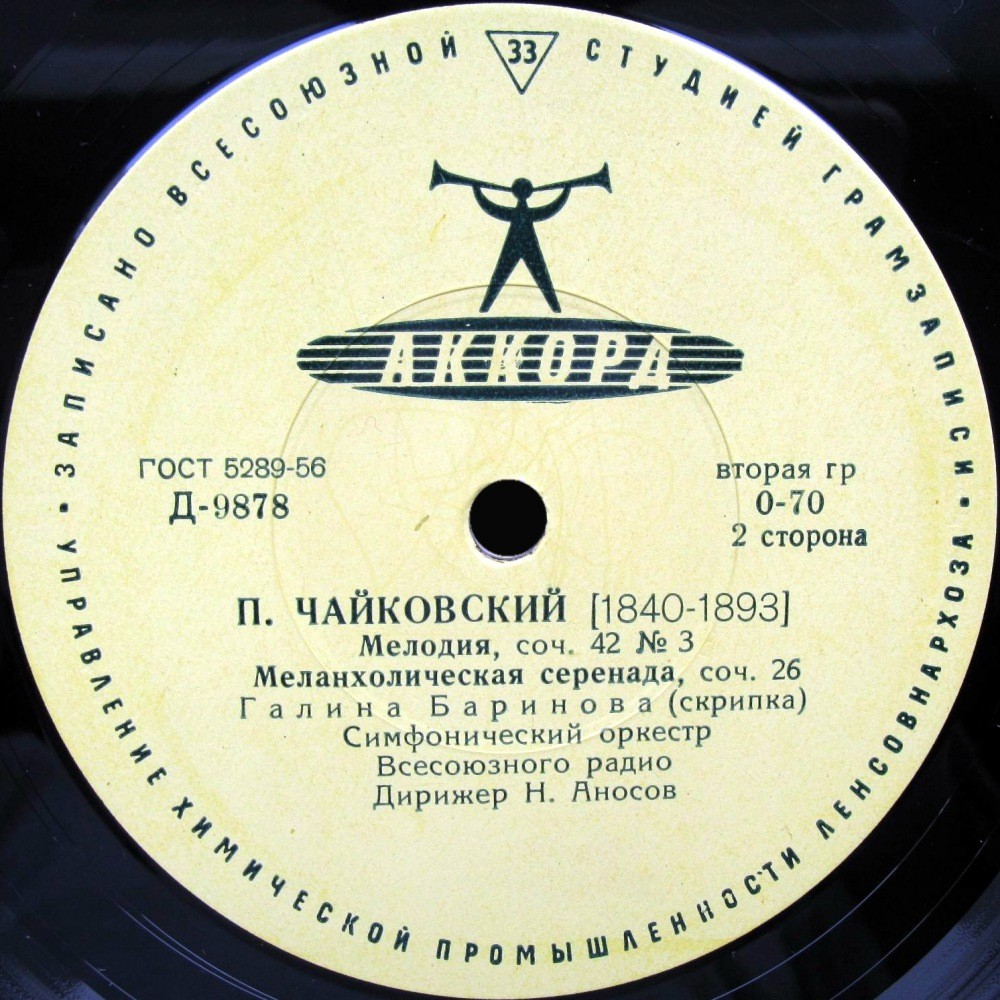 • ЗАПИСАНО ВСЕСОЮЗНОЙ СТУДИЕЙ ГРАМЗАПИСИ •
33
АККОРД
ГОСТ 5289-56
Д-9878
вторая гр
0-70
2 сторона
П. ЧАЙКОВСКИЙ [1840-1893]
Мелодия, соч. 42 № 3
Меланхолическая серенада, соч. 26
Галина Баринова (скрипка)
Симфонический оркестр
Всесоюзного радио
Дирижер Н. Аносов
УПРАВЛЕНИЕ ХИМИЧЕСКОЙ ПРОМЫШЛЕННОСТИ ЛЕНСОВНАРХОЗА